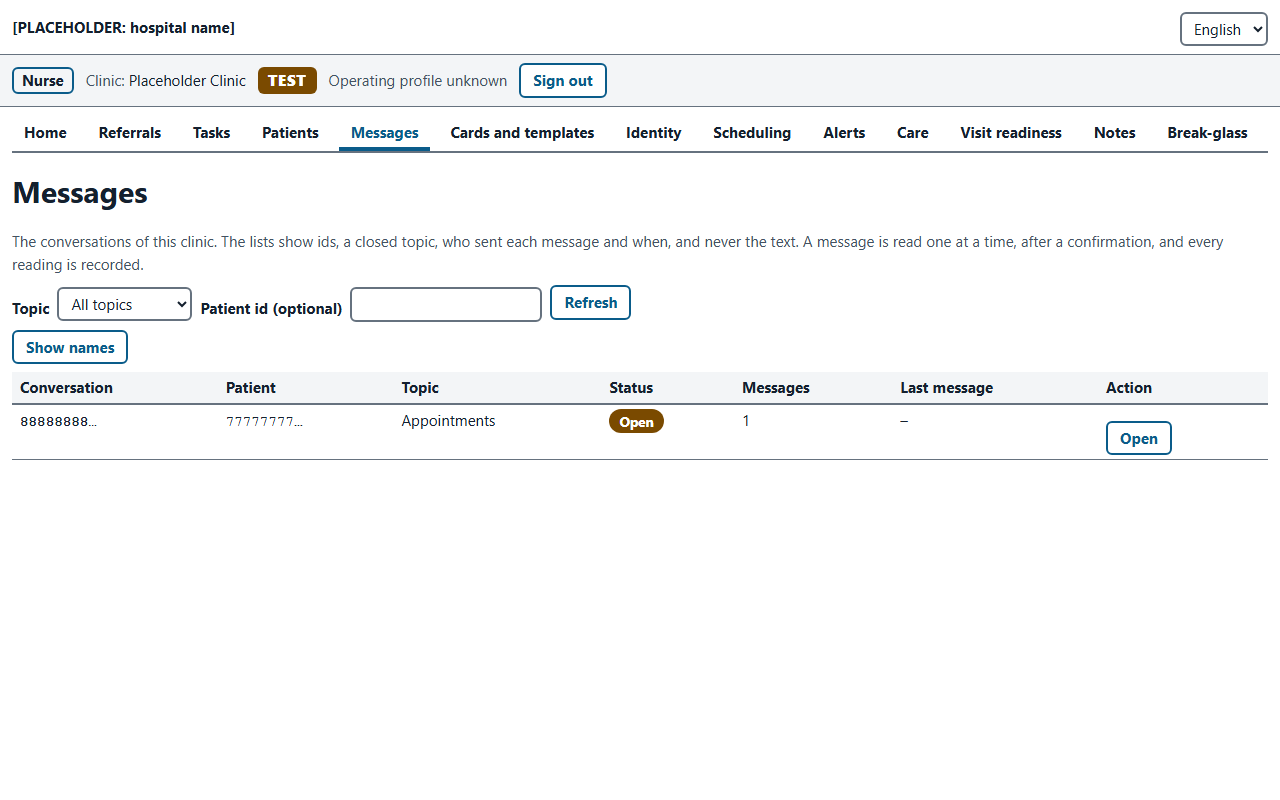 [PLACEHOLDER: hospital name] English
Nurse Clinic: Placeholder Clinic TEST Operating profile unknown Sign out
Home Referrals Tasks Patients Messages Cards and templates Identity Scheduling Alerts Care Visit readiness Notes Break-glass
Messages
The conversations of this clinic. The lists show ids, a closed topic, who sent each message and when, and never the text. A message is read one at a time, after a confirmation, and every
reading is recorded.
Topic All topics Patient id (optional) Refresh
Show names
Conversation Patient Topic Status Messages Last message Action
88888888… 77777777… Appointments Open 1 – Open